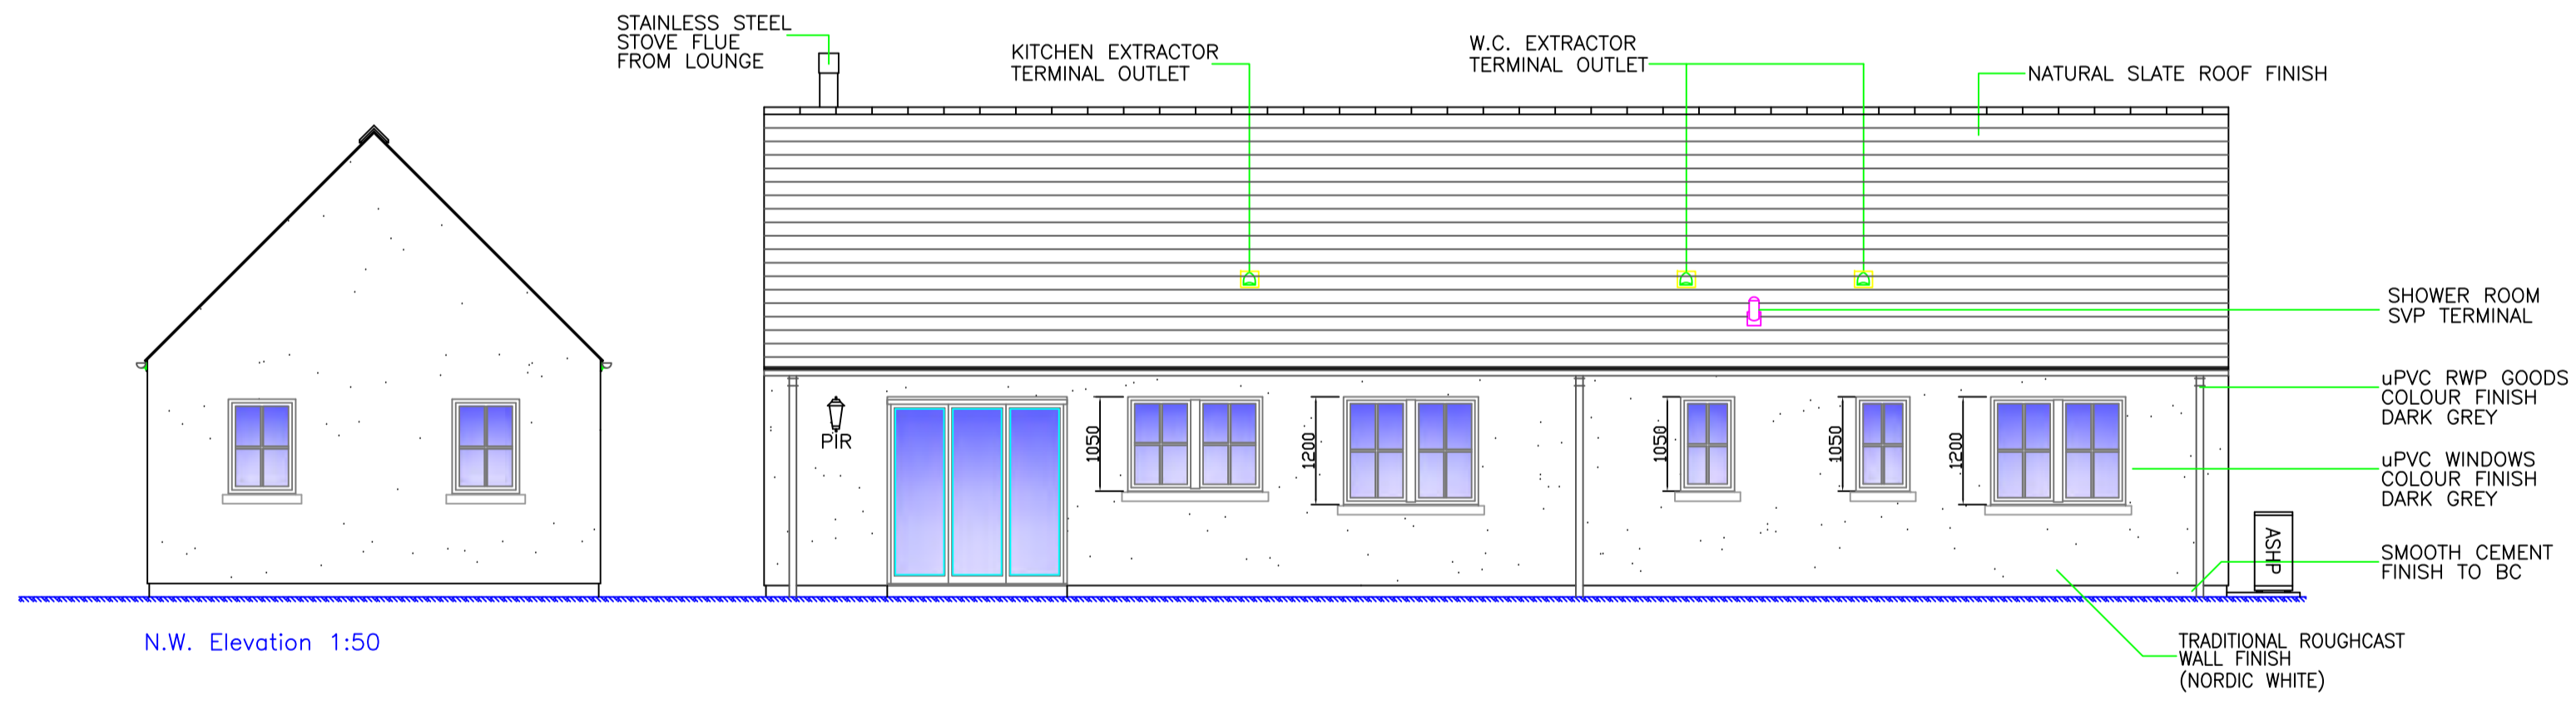 STAINLESS STEEL
STOVE FLUE
FROM LOUNGE
KITCHEN EXTRACTOR
TERMINAL OUTLET
W.C. EXTRACTOR
TERMINAL OUTLET
NATURAL SLATE ROOF FINISH
SHOWER ROOM
SVP TERMINAL
uPVC RWP GOODS
COLOUR FINISH
DARK GREY
PIR
1050
1200
1050
1050
1200
uPVC WINDOWS
COLOUR FINISH
DARK GREY
ASHP
SMOOTH CEMENT
FINISH TO BC
N.W. Elevation 1:50
TRADITIONAL ROUGHCAST
WALL FINISH
(NORDIC WHITE)